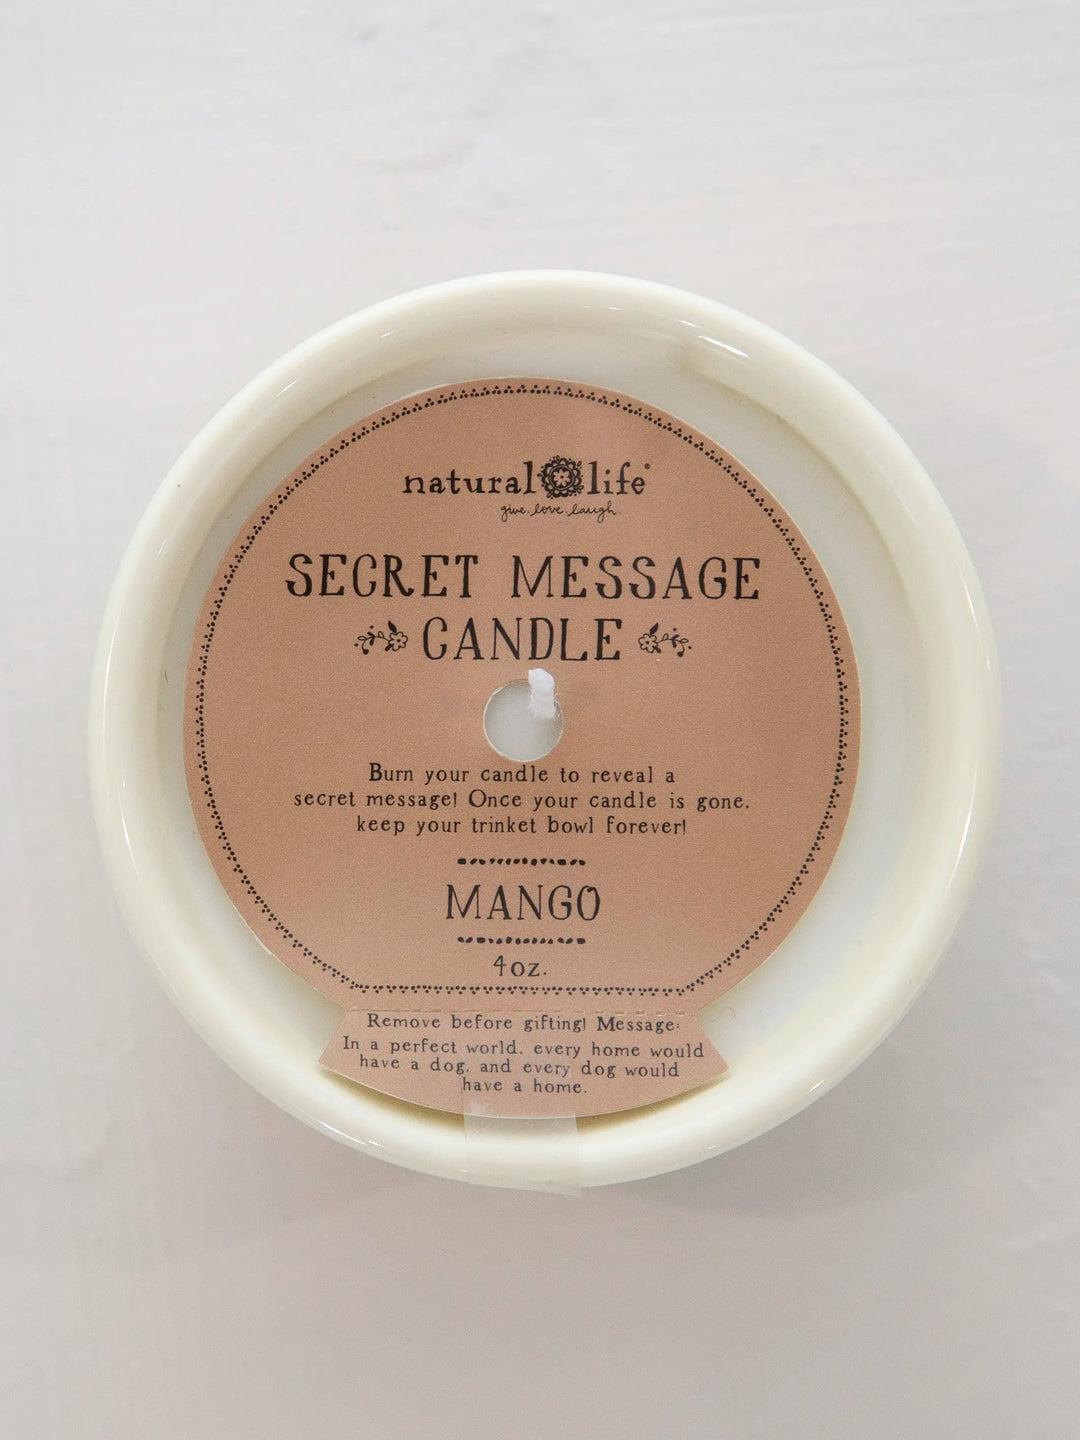 natural life®
give. love. laugh.
SECRET MESSAGE
CANDLE
Burn your candle to reveal a
secret message! Once your candle is gone,
keep your trinket bowl forever!
MANGO
4oz.
Remove before gifting! Message:
In a perfect world, every home would
have a dog, and every dog would
have a home.